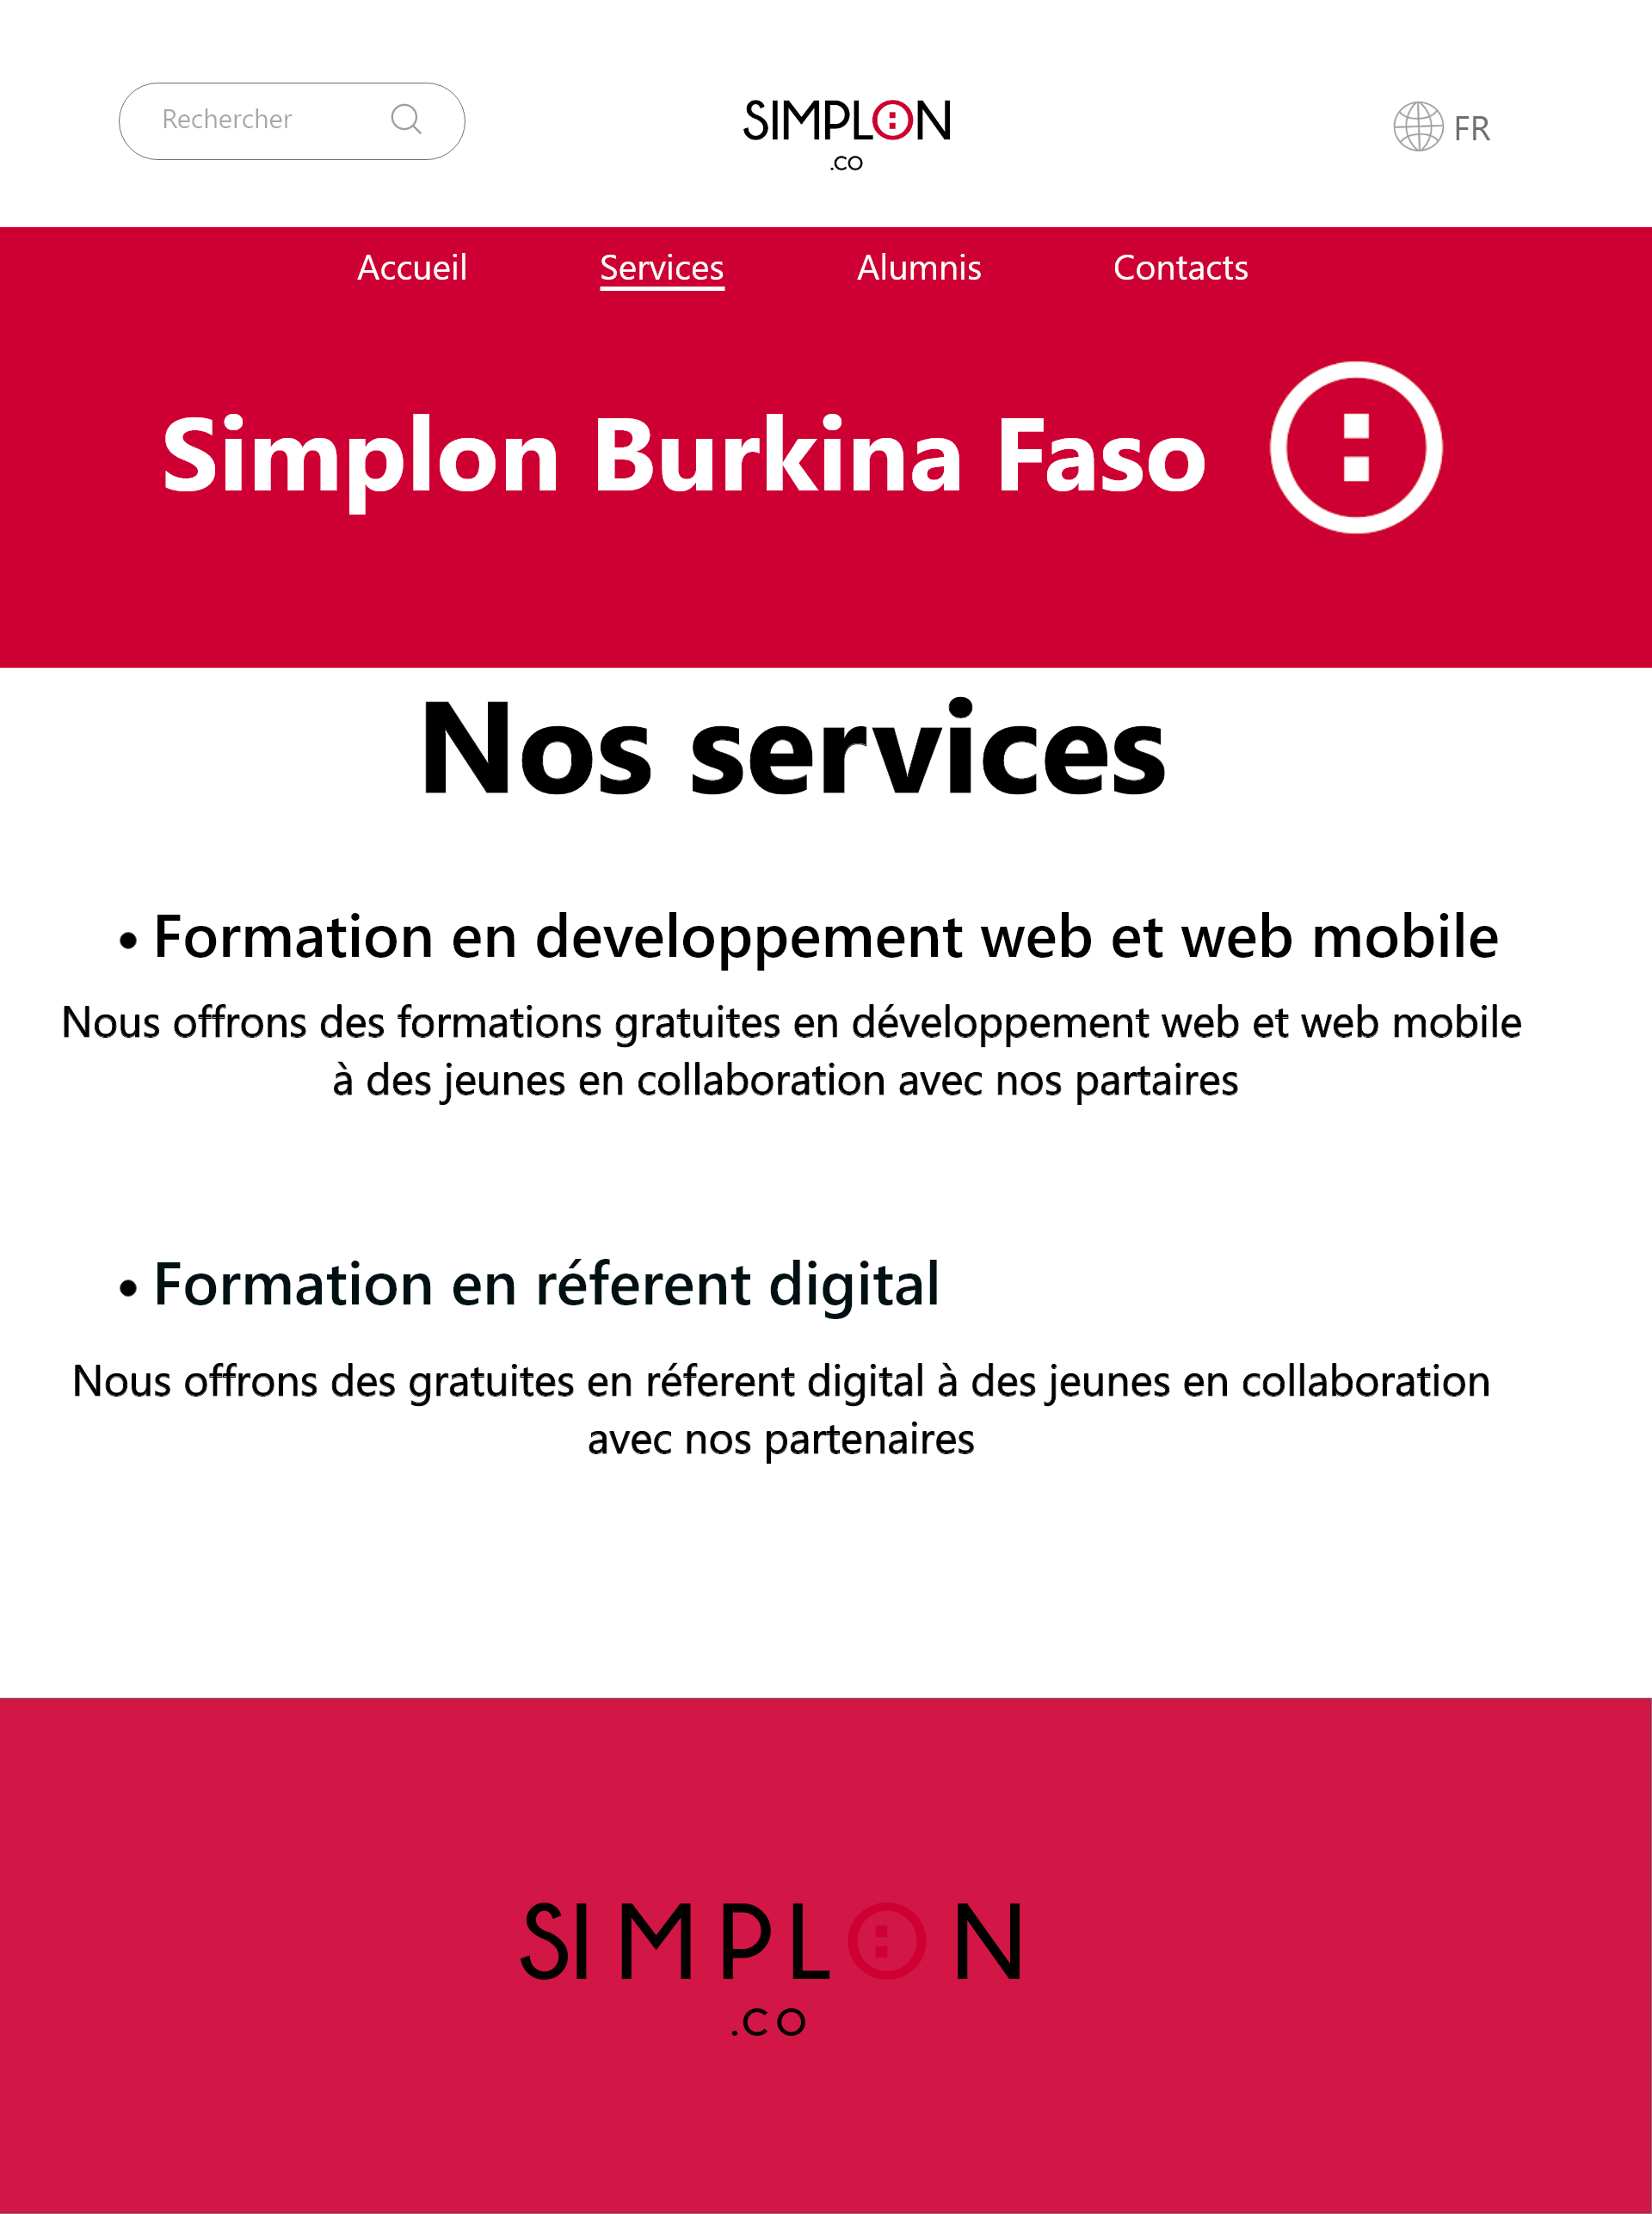 Rechercher
SIMPLON
.CO
FR
Accueil Services Alumnis Contacts
Simplon Burkina Faso
Nos services
• Formation en developpement web et web mobile
Nous offrons des formations gratuites en développement web et web mobile
à des jeunes en collaboration avec nos partaires
• Formation en réferent digital
Nous offrons des gratuites en réferent digital à des jeunes en collaboration
avec nos partenaires
SIMPLON
.CO